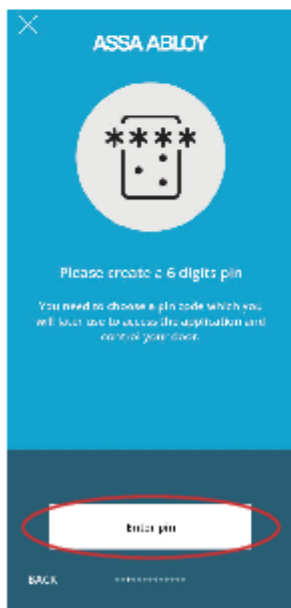 ASSA ABLOY
Please create a 6 digits pin
You need to choose a pin code which you
will later use to access the application and
control your door.
Enter pin
BACK